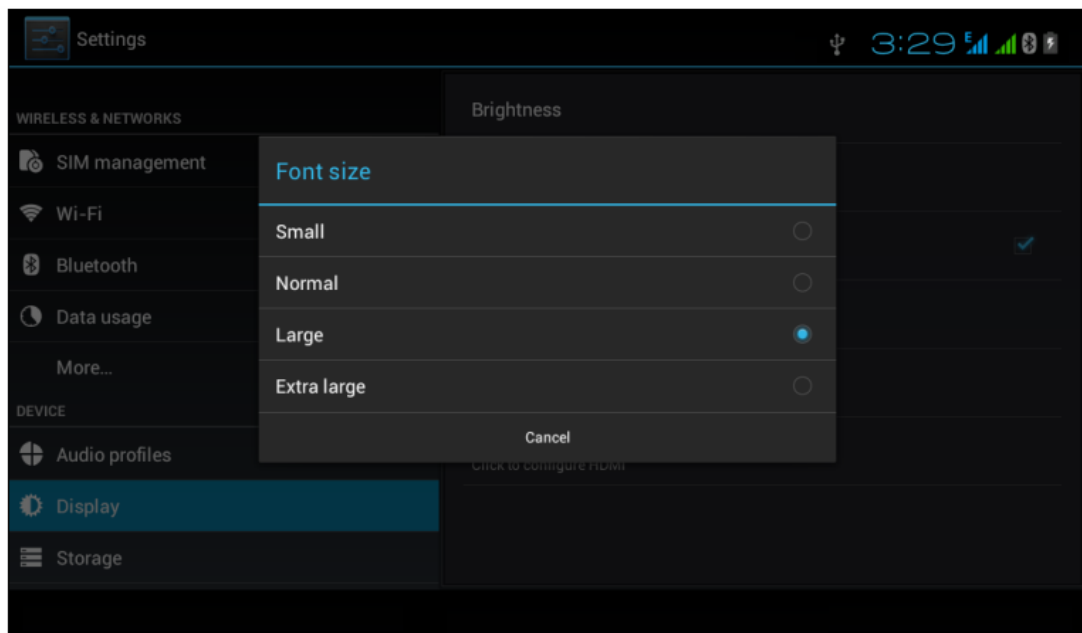 Settings
3:29
E
WIRELESS & NETWORKS
SIM management
Wi-Fi
Bluetooth
Data usage
More...
DEVICE
Audio profiles
Display
Storage
Brightness
Font size
Small
Normal
Large
Extra large
Cancel
Click to configure HDMI